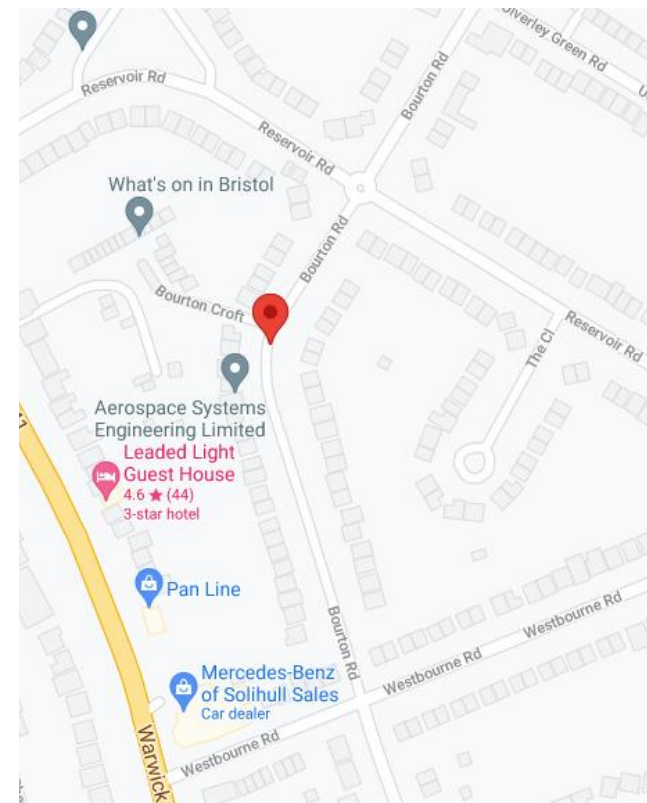 olverley Green Rd
Bourton Rd
Reservoir Rd
Reservoir Rd
What's on in Bristol
Bourton Rd
Bourton Croft
Reservoir Rd
The Cl
Aerospace Systems
Engineering Limited
Leaded Light
Guest House
4.6 ★ (44)
3-star hotel
Pan Line
Bourton Rd
Westbourne Rd
Westbourne Rd
Mercedes-Benz
of Solihull Sales
Car dealer
Westbourne Rd
Warwick